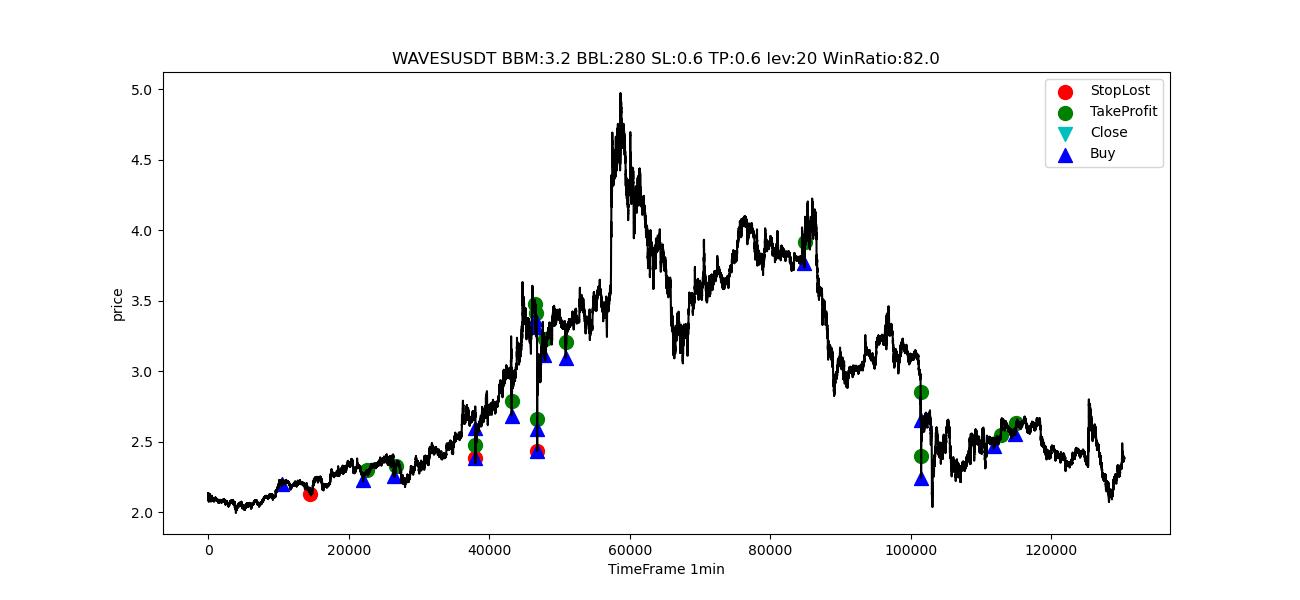 WAVESUSDT BBM:3.2 BBL:280 SL:0.6 TP:0.6 lev:20 WinRatio:82.0
StopLost
TakeProfit
Close
Buy
price
5.0
4.5
4.0
3.5
3.0
2.5
2.0
0 20000 40000 60000 80000 100000 120000
TimeFrame 1min